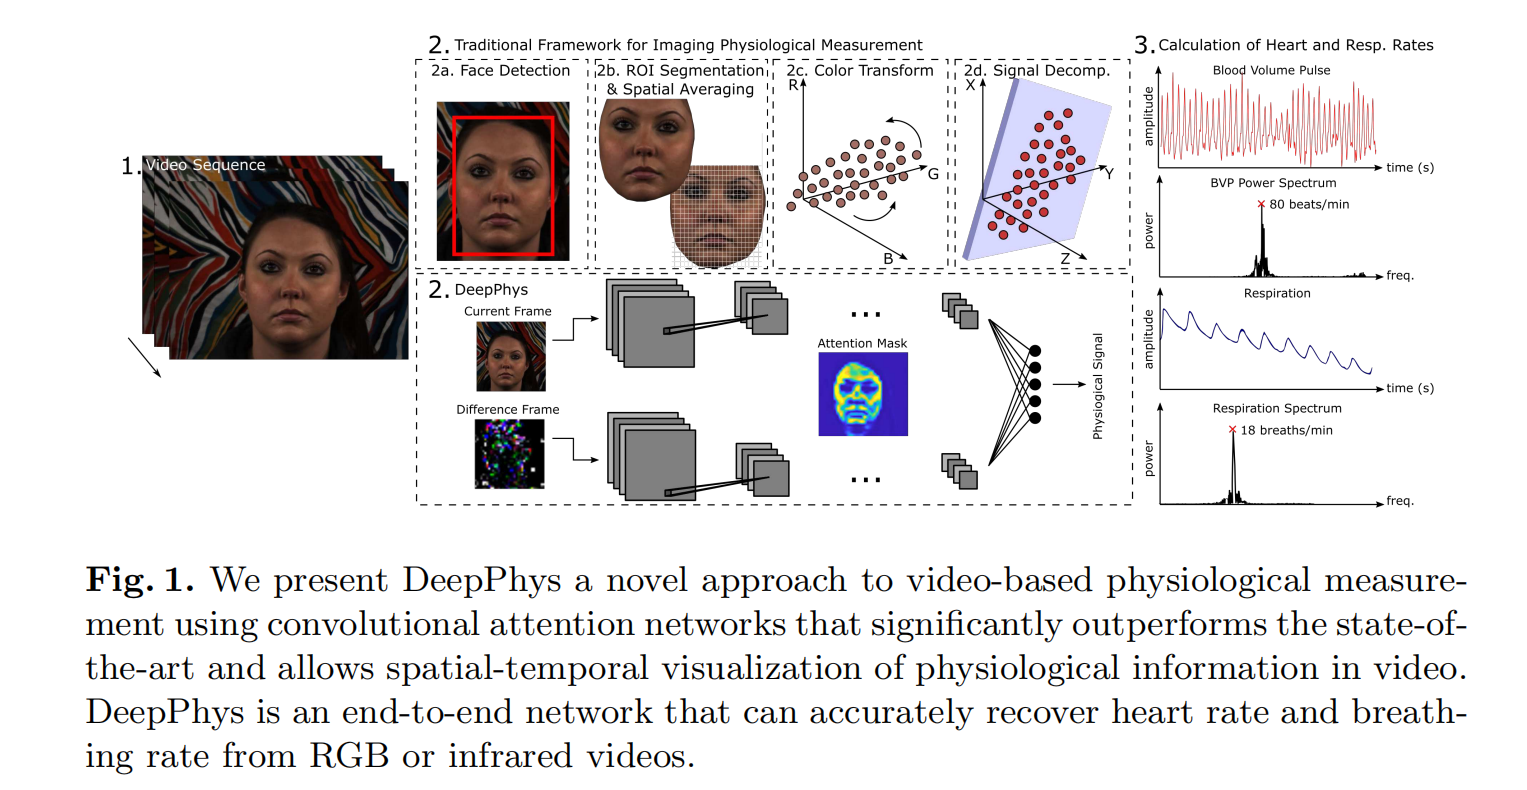 1. Video Sequence
2. Traditional Framework for Imaging Physiological Measurement
2a. Face Detection
2b. ROI Segmentation
& Spatial Averaging
2c. Color Transform
R
G
B
2d. Signal Decomp.
X
Y
Z
2. DeepPhys
Current Frame
Difference Frame
...
Attention Mask
...
Physiological Signal
3. Calculation of Heart and Resp. Rates
Blood Volume Pulse
amplitude
time (s)
BVP Power Spectrum
80 beats/min
power
freq.
Respiration
amplitude
time (s)
Respiration Spectrum
18 breaths/min
power
freq.
Fig. 1. We present DeepPhys a novel approach to video-based physiological measure-
ment using convolutional attention networks that significantly outperforms the state-of-
the-art and allows spatial-temporal visualization of physiological information in video.
DeepPhys is an end-to-end network that can accurately recover heart rate and breath-
ing rate from RGB or infrared videos.